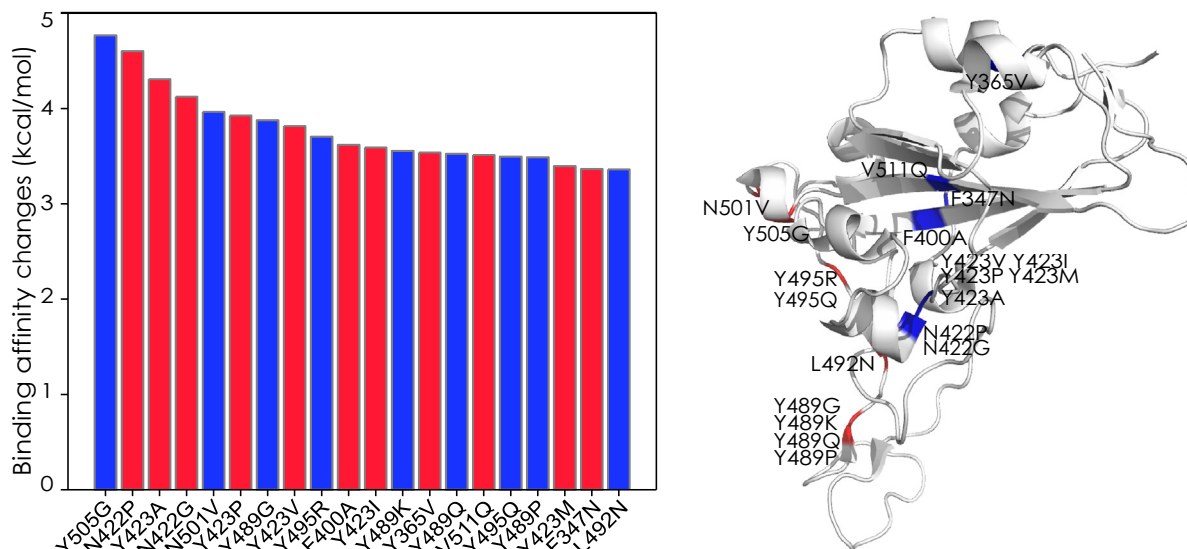 Binding affinity changes (kcal/mol)
5
4
3
2
1
0
Y505G
N422P
Y423A
N422G
N501V
Y423P
Y489G
Y423V
Y495R
F400A
Y423I
Y489K
Y365V
Y489Q
V511Q
Y495Q
Y489P
Y423M
F347N
L492N
Y365V
V511Q
F347N
N501V
Y505G
F400A
Y423V Y423I
Y495R
Y423P Y423M
Y495Q
Y423A
N422P
N422G
L492N
Y489G
Y489K
Y489Q
Y489P